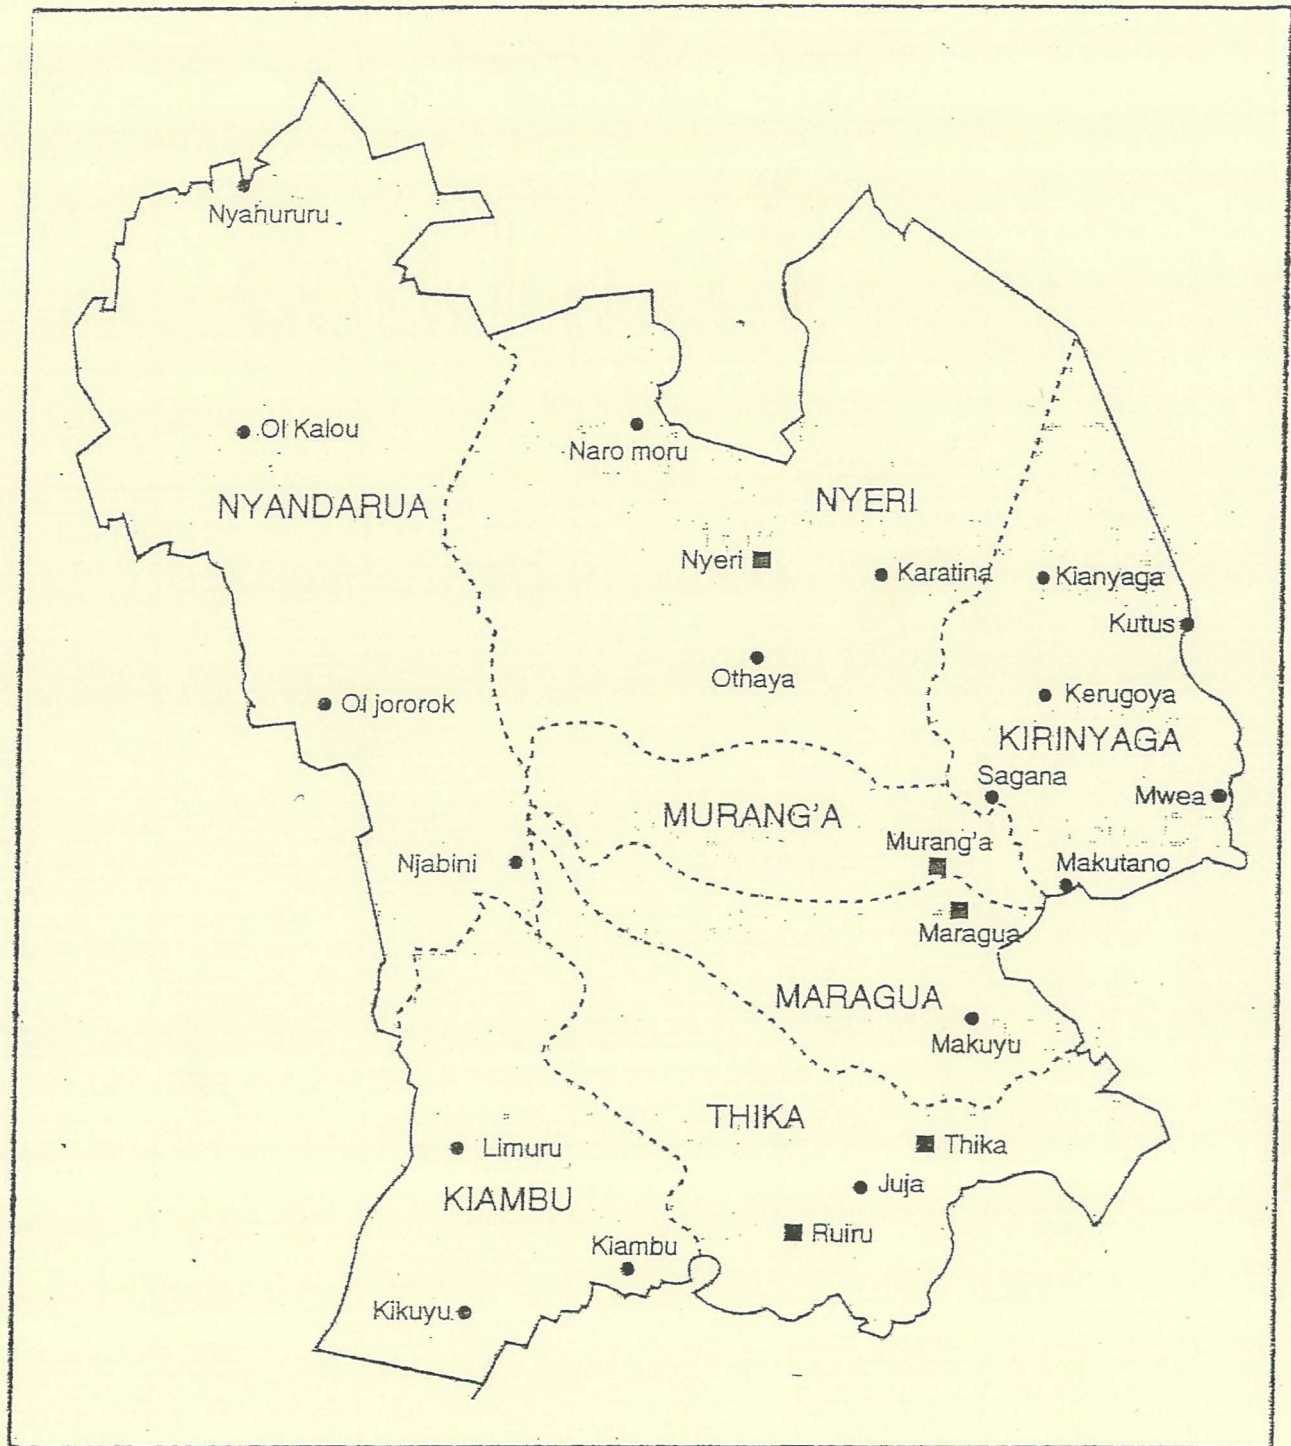 Nyahururu
Ol Kalou
Naro moru
NYANDARUA
NYERI
Nyeri
Karatina
Kianyaga
Kutus
Othaya
Kerugoya
Ol jororok
KIRINYAGA
Sagana
Mwea
MURANG'A
Murang'a
Njabini
Makutano
Maragua
MARAGUA
Makuyu
THIKA
Thika
Limuru
Juja
KIAMBU
Ruiru
Kiambu
Kikuyu